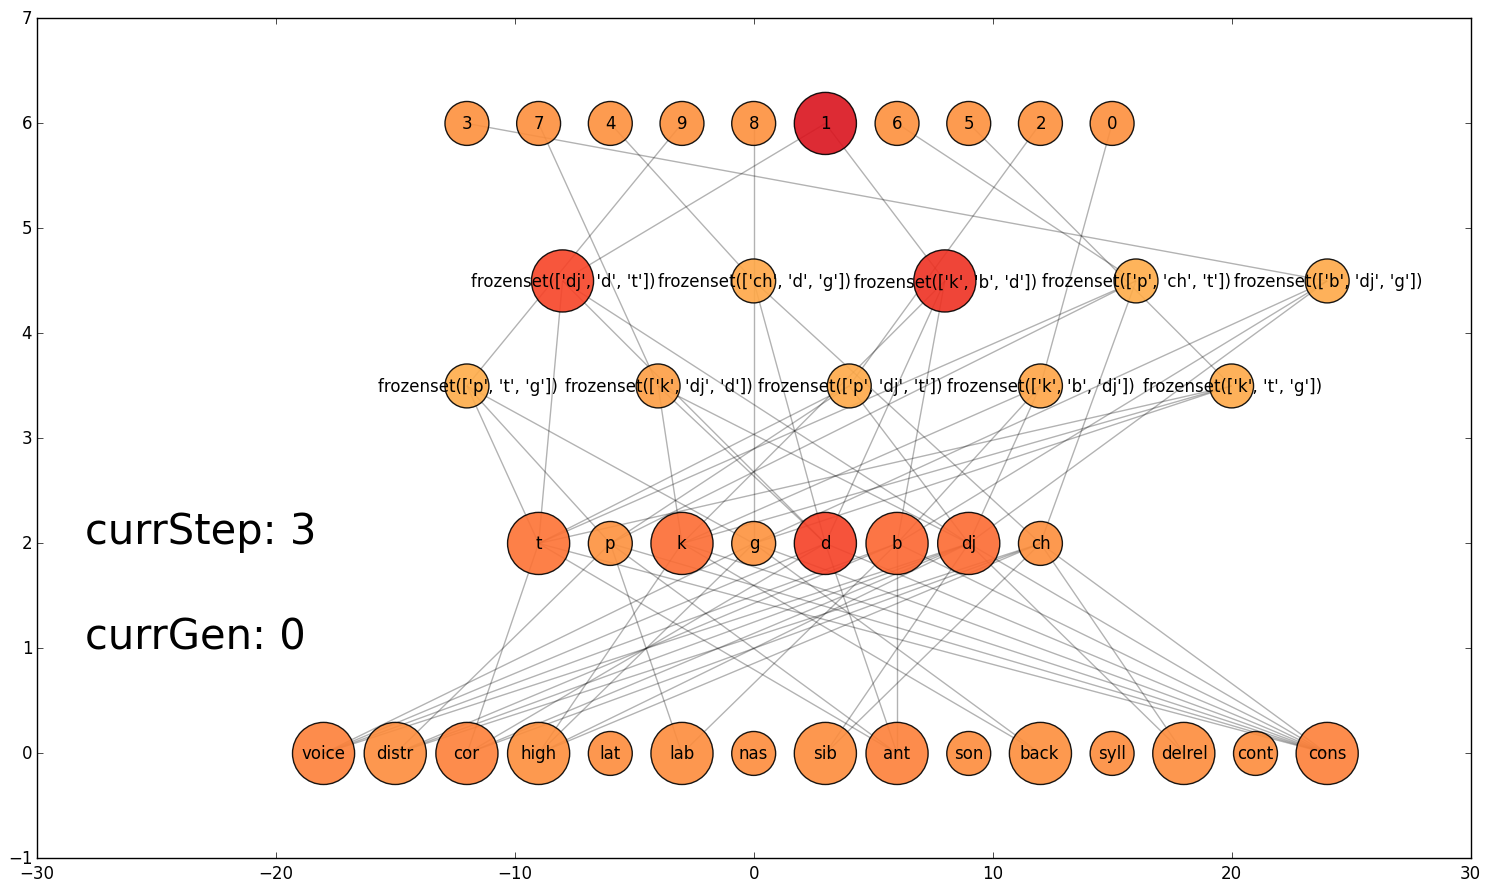 7
6
3 7 4 9 8 1 6 5 2 0
5
frozenset(['dj', 'd', 't']) frozenset(['ch', 'd', 'g']) frozenset(['k', 'b', 'd']) frozenset(['p', 'ch', 't']) frozenset(['b', 'dj', 'g'])
4
frozenset(['p', 't', 'g']) frozenset(['k', 'dj', 'd']) frozenset(['p', 'dj', 't']) frozenset(['k', 'b', 'dj']) frozenset(['k', 't', 'g'])
3
currStep: 3
2
t p k g d b dj ch
currGen: 0
1
0
voice distr cor high lat lab nas sib ant son back syll delrel cont cons
−1
−30 −20 −10 0 10 20 30